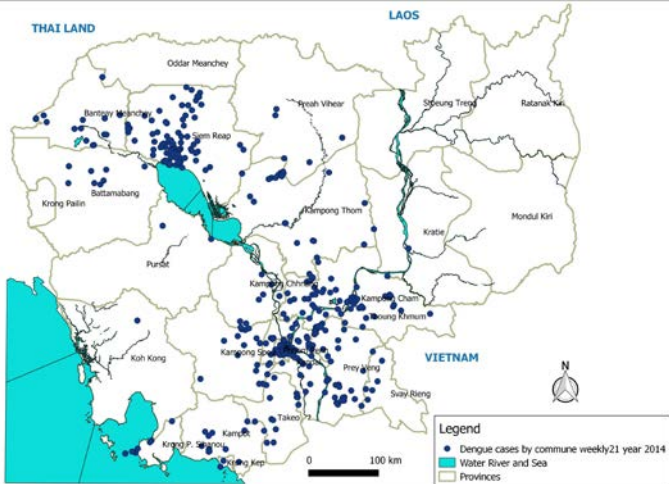 THAI LAND
LAOS
Oddar Meanchey
Banteay Meanchey
Preah Vihear
Stoeung Treng
Ratanak Kiri
Siem Reap
Battamabang
Krong Pailin
Kampong Thom
Mondul Kiri
Kratie
Pursat
Kampong Chhnang
Kampong Cham
Tboung Khmum
Koh Kong
Kampong Speu
VIETNAM
Prey Veng
Svay Rieng
N
Takeo
Kampot
Krong P. Sihanou
Krong Kep
100 km
Legend
Dengue cases by commune weekly21 year 2014
Water River and Sea
Provinces